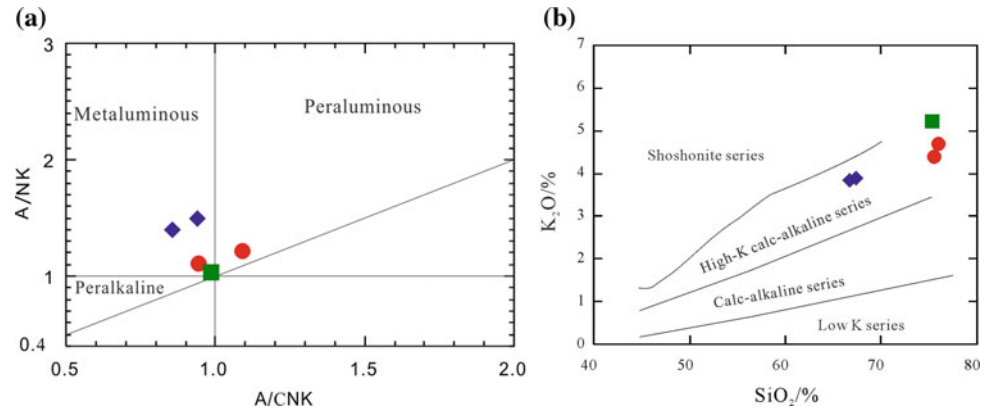 (a)
3
2
1
0.4
A/NK
Metaluminous
Peraluminous
Peralkaline
0.5
1.0
1.5
2.0
A/CNK
(b)
7
6
5
4
3
2
1
0
K₂O/%
Shoshonite series
High-K calc-alkaline series
Calc-alkaline series
Low K series
40
50
60
70
80
SiO₂/%